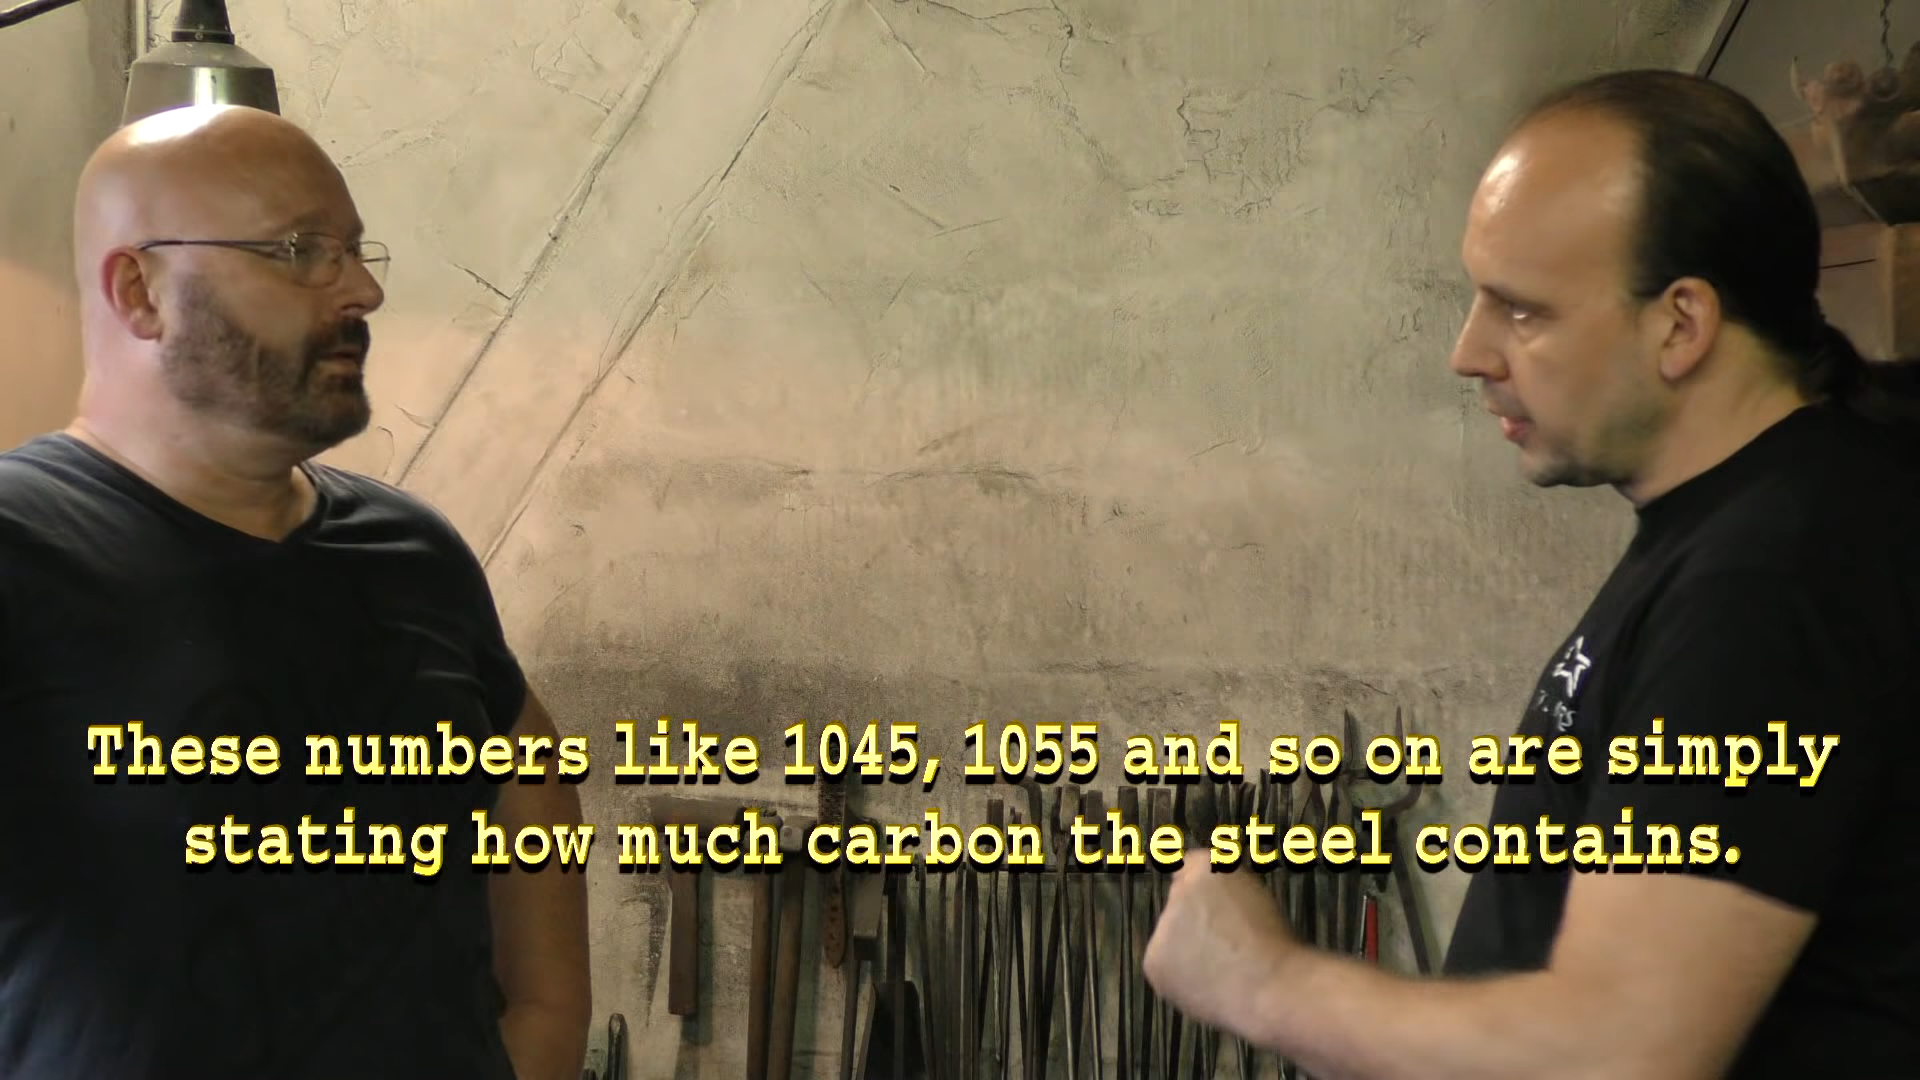 These numbers like 1045, 1055 and so on are simply
stating how much carbon the steel contains.